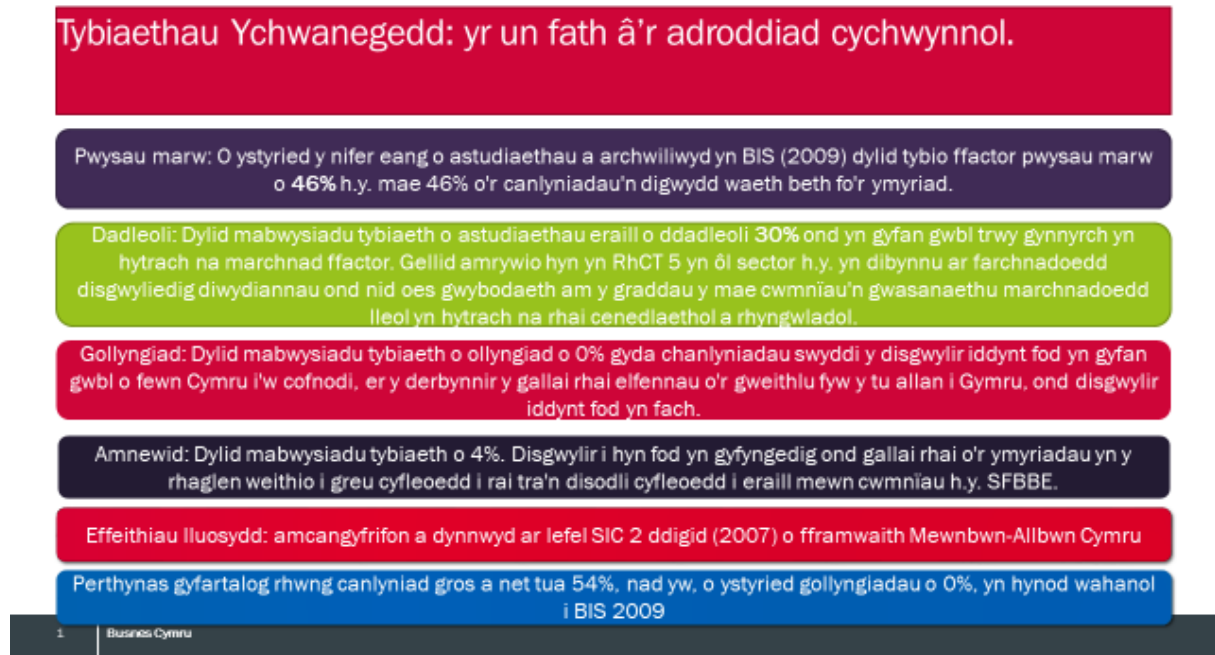 Tybiaethau Ychwanegedd: yr un fath â'r adroddiad cychwynnol.
Pwysau marw: O ystyried y nifer eang o astudiaethau a archwiliwyd yn BIS (2009) dylid tybio ffactor pwysau marw
o 46% h.y. mae 46% o'r canlyniadau'n digwydd waeth beth fo'r ymyriad.
Dadleoli: Dylid mabwysiadu tybiaeth o astudiaethau eraill o ddadleoli 30% ond yn gyfan gwbl trwy gynnyrch yn
hytrach na marchnad ffactor. Gellid amrywio hyn yn RhCT 5 yn ôl sector h.y. yn dibynnu ar farchnadoedd
disgwyliedig diwydiannau ond nid oes gwybodaeth am y graddau y mae cwmnïau'n gwasanaethu marchnadoedd
lleol yn hytrach na rhai cenedlaethol a rhyngwladol.
Gollyngiad: Dylid mabwysiadu tybiaeth o ollyngiad o 0% gyda chanlyniadau swyddi y disgwylir iddynt fod yn gyfan
gwbl o fewn Cymru i'w cofnodi, er y derbynnir y gallai rhai elfennau o'r gweithlu fyw y tu allan i Gymru, ond disgwylir
iddynt fod yn fach.
Amnewid: Dylid mabwysiadu tybiaeth o 4%. Disgwylir i hyn fod yn gyfyngedig ond gallai rhai o'r ymyriadau yn y
rhaglen weithio i greu cyfleoedd i rai tra'n disodli cyfleoedd i eraill mewn cwmnïau h.y. SFBBE.
Effeithiau lluosydd: amcangyfrifon a dynnwyd ar lefel SIC 2 ddigid (2007) o fframwaith Mewnbwn-Allbwn Cymru
Perthynas gyfartalog rhwng canlyniad gros a net tua 54%, nad yw, o ystyried gollyngiadau o 0%, yn hynod wahanol
i BIS 2009
1 Busnes Cymru